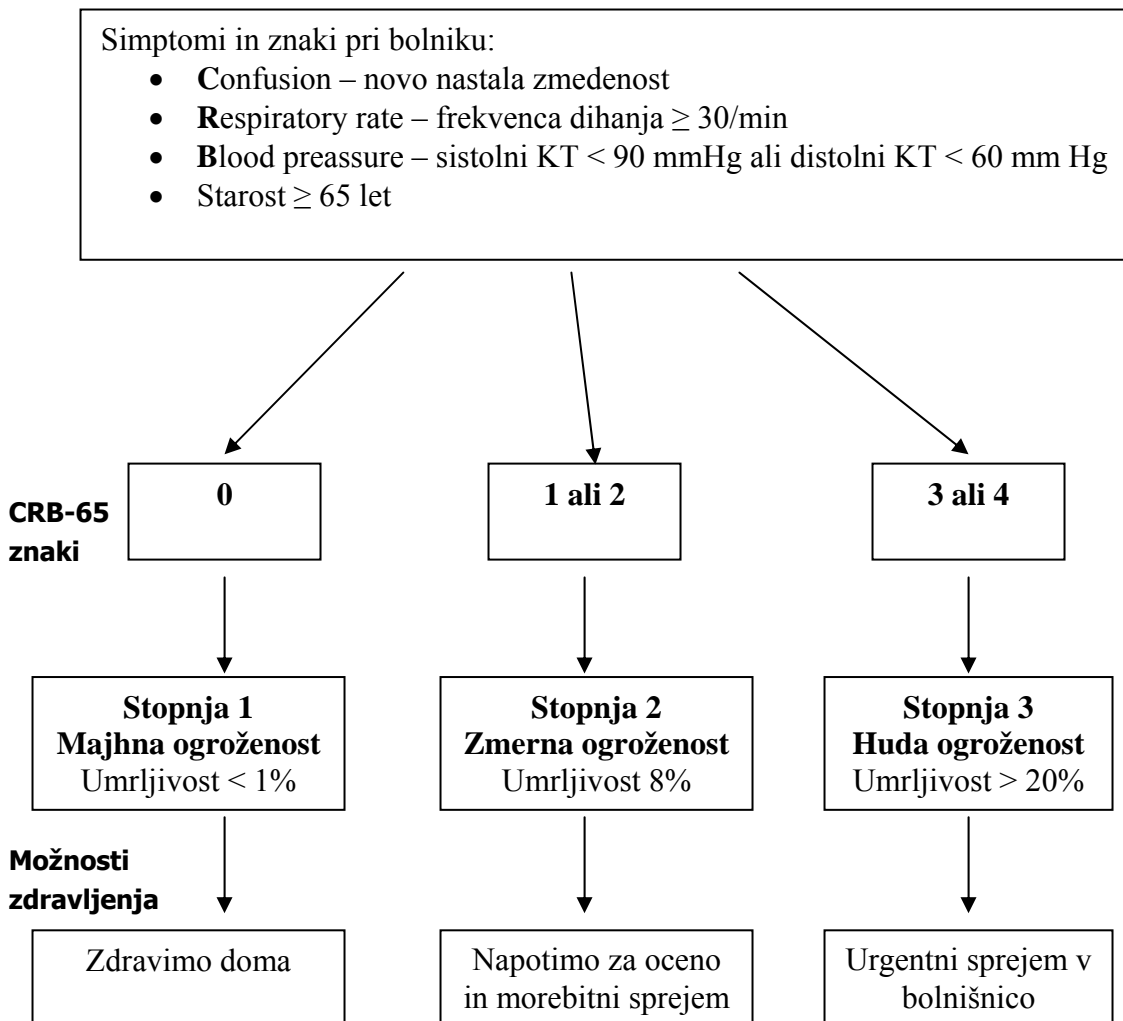 Simptomi in znaki pri bolniku:
• Confusion – novo nastala zmedenost
• Respiratory rate – frekvenca dihanja ≥ 30/min
• Blood preassure – sistolni KT < 90 mmHg ali distolni KT < 60 mm Hg
• Starost ≥ 65 let
CRB-65
znaki
0
1 ali 2
3 ali 4
Stopnja 1
Majhna ogroženost
Umrljivost < 1%
Stopnja 2
Zmerna ogroženost
Umrljivost 8%
Stopnja 3
Huda ogroženost
Umrljivost > 20%
Možnosti
zdravljenja
Zdravimo doma
Napotimo za oceno
in morebitni sprejem
Urgentni sprejem v
bolnišnico